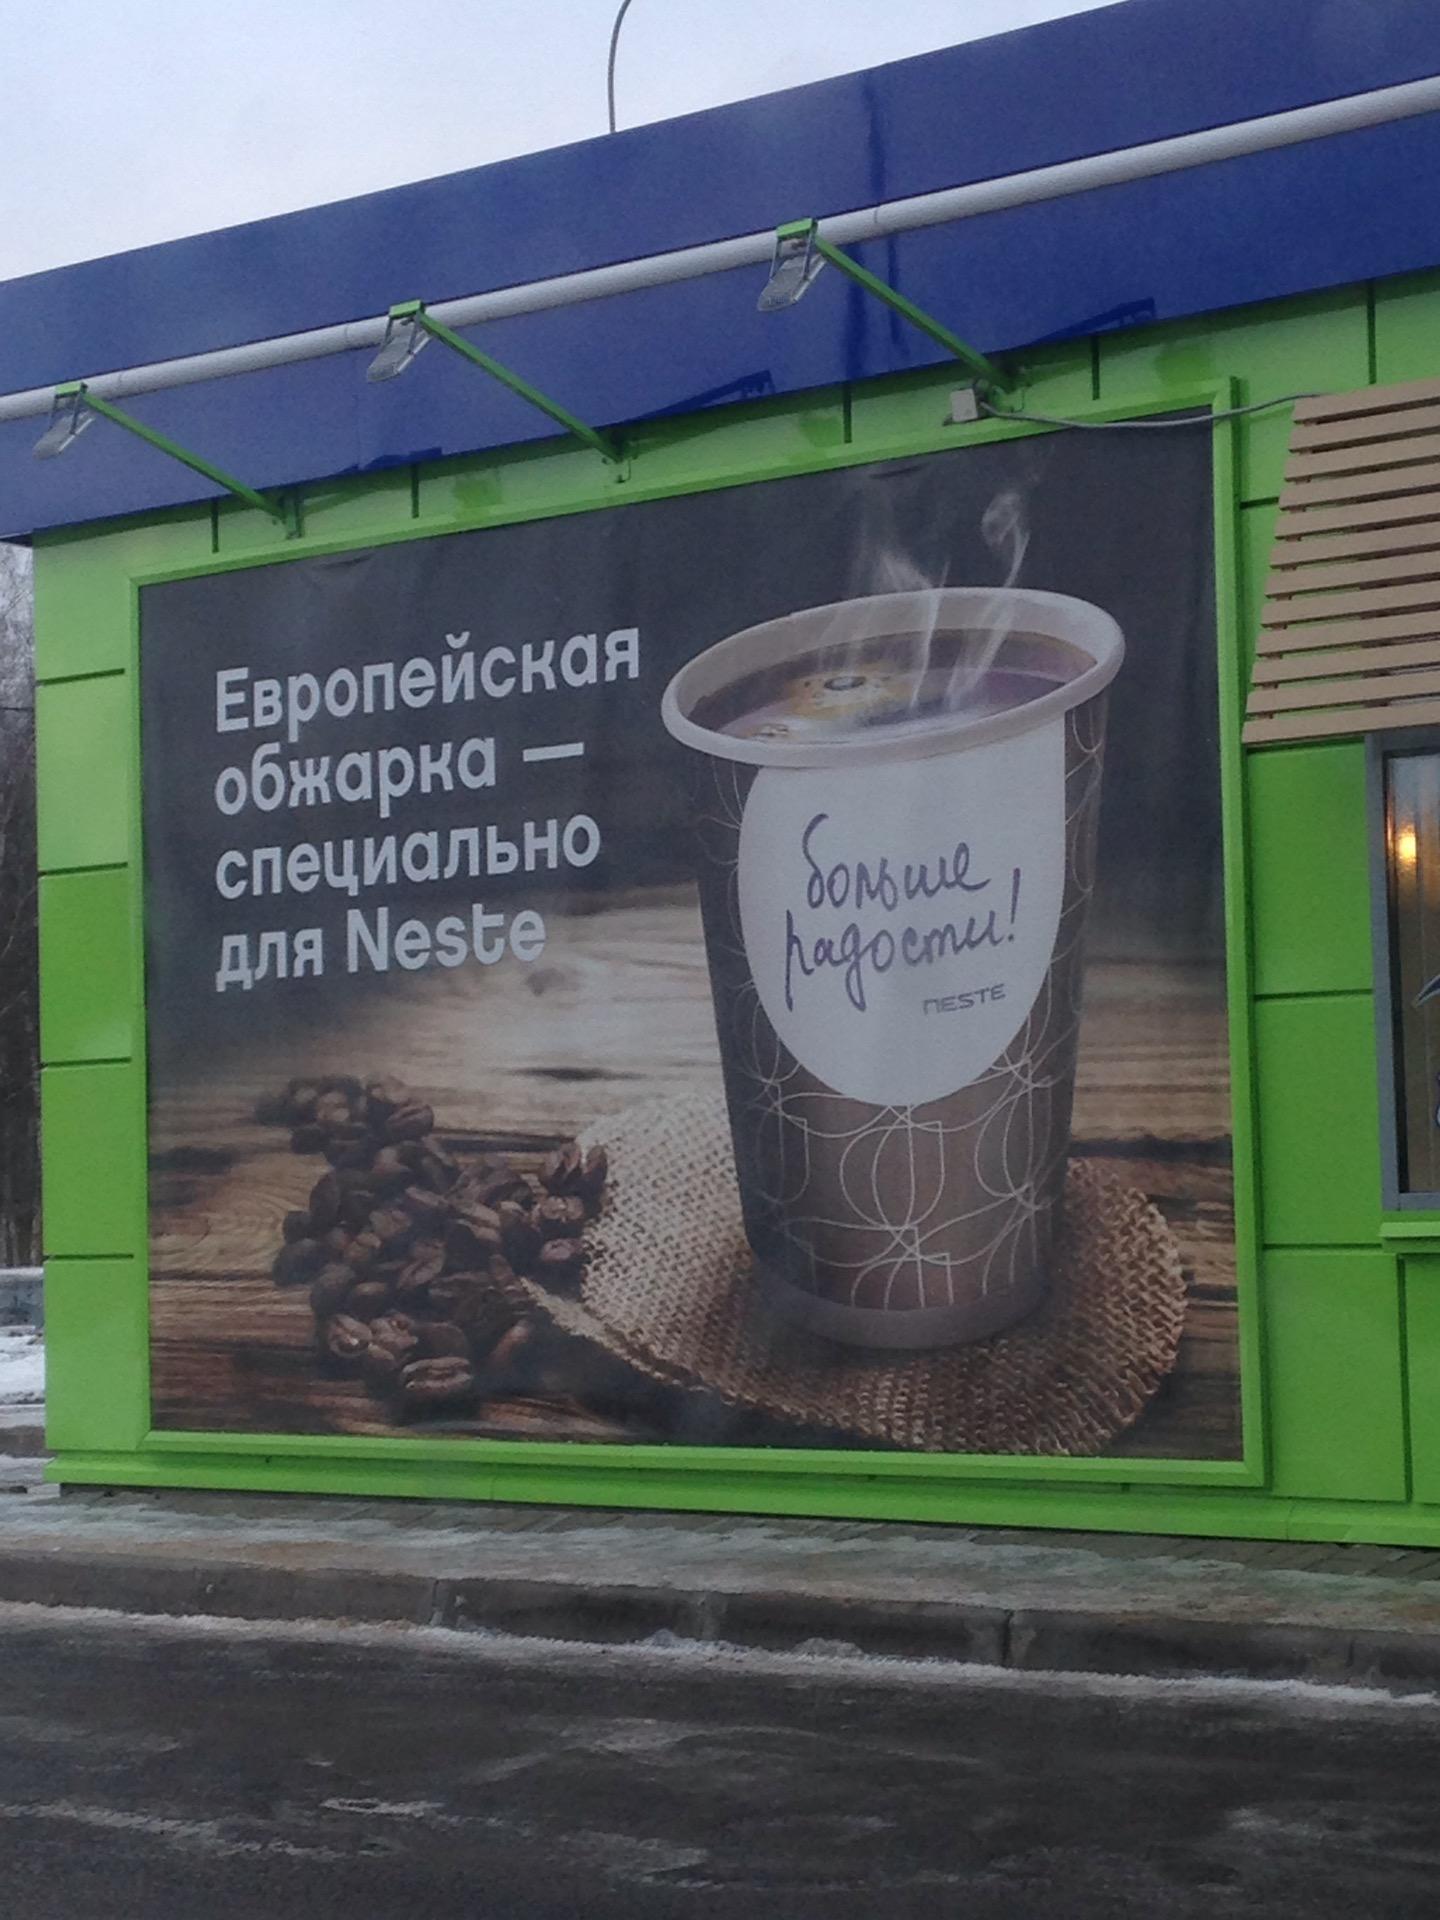 Европейская
обжарка —
специально
для Neste
больше
радости!
NESTE